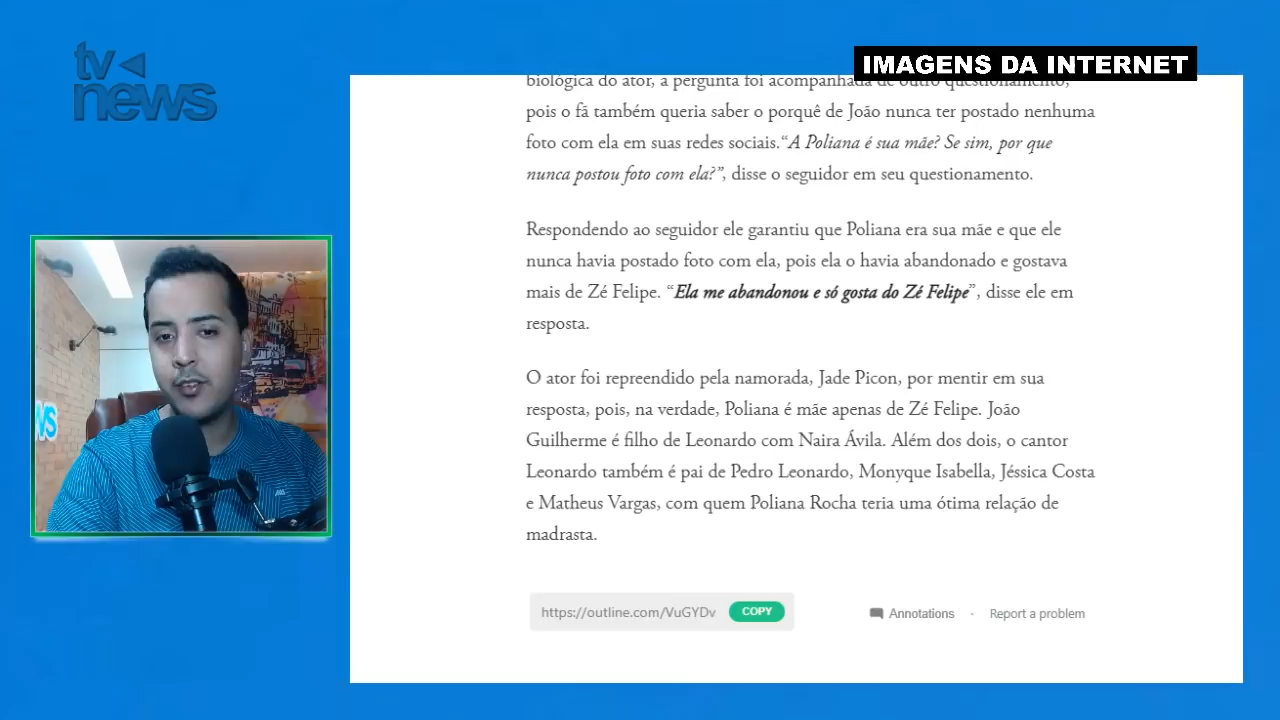 tv
news
IMAGENS DA INTERNET
biológica do ator, a pergunta foi acompanhada de outro questionamento,
pois o fã também queria saber o porquê de João nunca ter postado nenhuma
foto com ela em suas redes sociais.“A Poliana é sua mãe? Se sim, por que
nunca postou foto com ela?”, disse o seguidor em seu questionamento.
Respondendo ao seguidor ele garantiu que Poliana era sua mãe e que ele
nunca havia postado foto com ela, pois ela o havia abandonado e gostava
mais de Zé Felipe. “Ela me abandonou e só gosta do Zé Felipe”, disse ele em
resposta.
O ator foi repreendido pela namorada, Jade Picon, por mentir em sua
resposta, pois, na verdade, Poliana é mãe apenas de Zé Felipe. João
Guilherme é filho de Leonardo com Naira Ávila. Além dos dois, o cantor
Leonardo também é pai de Pedro Leonardo, Monyque Isabella, Jéssica Costa
e Matheus Vargas, com quem Poliana Rocha teria uma ótima relação de
madrasta.
https://outline.com/VuGYDv COPY
Annotations · Report a problem
WS